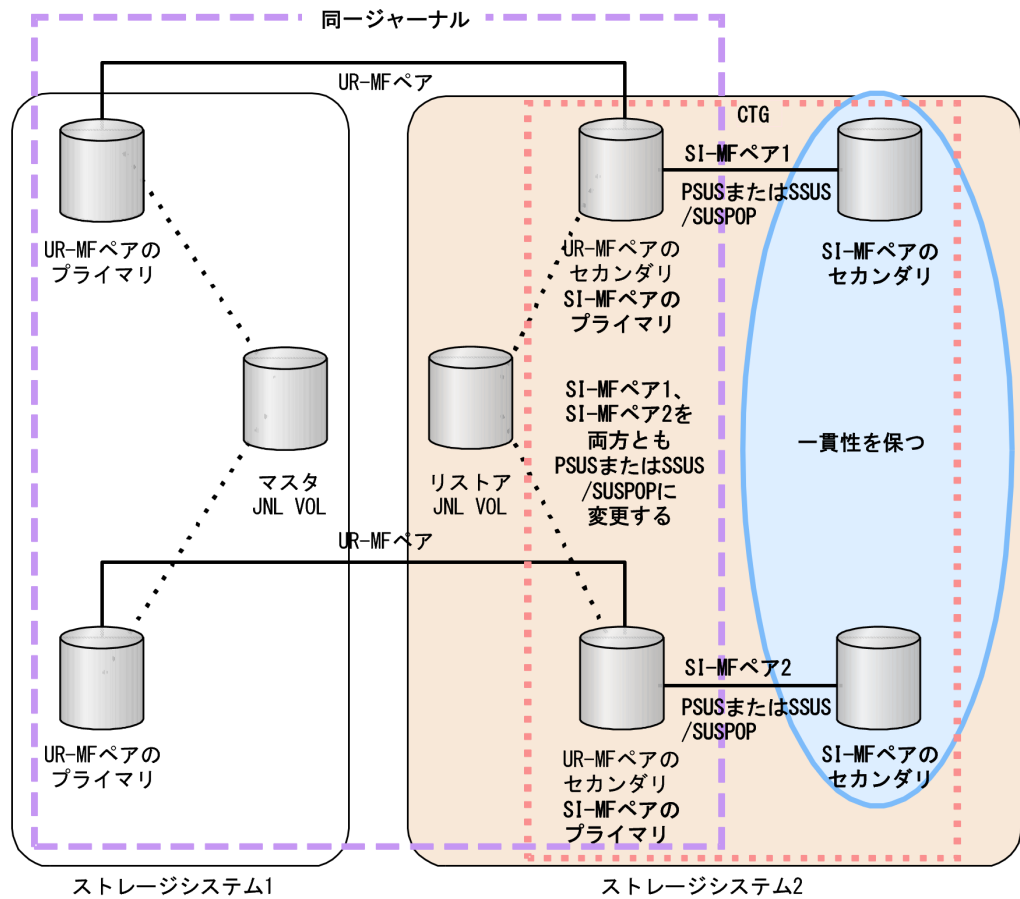 同一ジャーナル
UR-MFペア
CTG
SI-MFペア1
PSUSまたはSSUS
/SUSPOP
UR-MFペアの
プライマリ
UR-MFペアの
セカンダリ
SI-MFペアの
プライマリ
SI-MFペアの
セカンダリ
マスタ
JNL VOL
リストア
JNL VOL
SI-MFペア1、
SI-MFペア2を
両方とも
PSUSまたはSSUS
/SUSPOPに
変更する
一貫性を保つ
UR-MFペア
SI-MFペア2
PSUSまたはSSUS
/SUSPOP
UR-MFペアの
プライマリ
UR-MFペアの
セカンダリ
SI-MFペアの
プライマリ
SI-MFペアの
セカンダリ
ストレージシステム1
ストレージシステム2